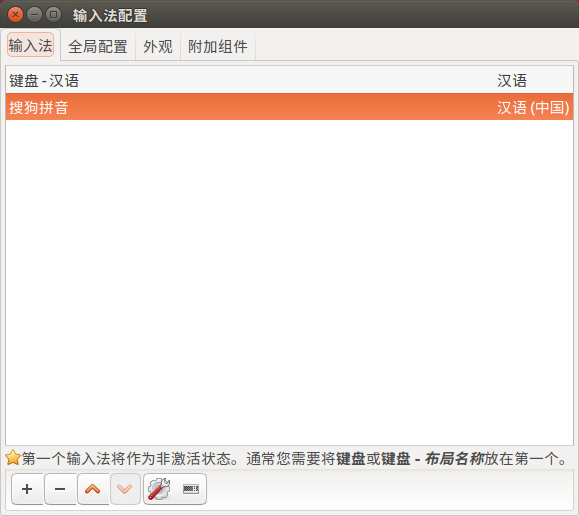 输入法配置
输入法 全局配置 外观 附加组件
键盘 - 汉语 汉语
搜狗拼音 汉语 (中国)
第一个输入法将作为非激活状态。通常您需要将键盘或键盘 - 布局名称放在第一个。